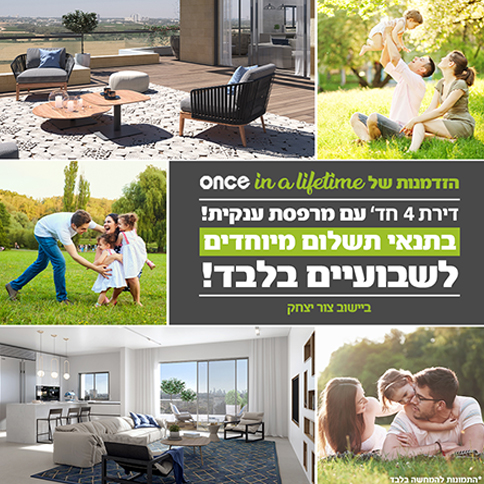 הזדמנות של once in a lifetime
דירת 4 חד' עם מרפסת ענקית!
בתנאי תשלום מיוחדים
לשבועיים בלבד!
ביישוב צור יצחק
*התמונות להמחשה בלבד